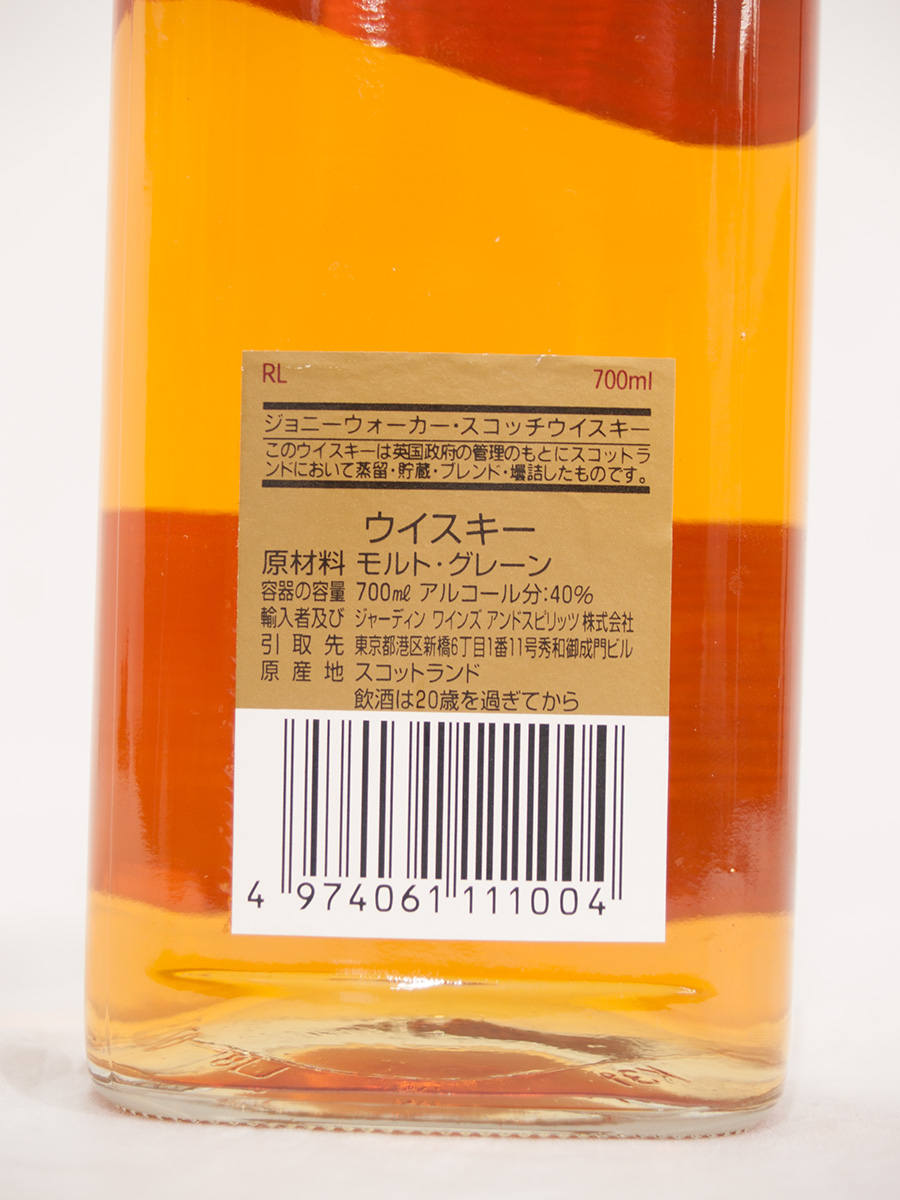 RL 700ml
ジョニーウォーカー・スコッチウイスキー
このウイスキーは英国政府の管理のもとにスコットラ
ンドにおいて蒸留・貯蔵・ブレンド・壜詰したものです。
ウイスキー
原材料 モルト・グレーン
容器の容量 700㎖ アルコール分:40%
輸入者及び ジャーディン ワインズ アンドスピリッツ 株式会社
引取先 東京都港区新橋6丁目1番11号秀和御成門ビル
原産地 スコットランド
飲酒は20歳を過ぎてから
4 974061 111004